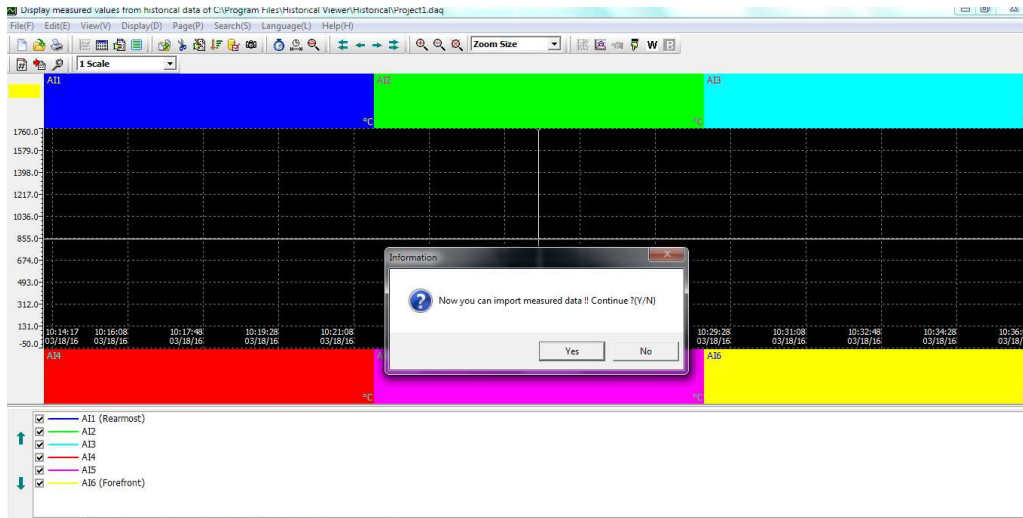 Display measured values from historical data of C:\Program Files\Historical Viewer\Historical\Project1.daq
File(F) Edit(E) View(V) Display(D) Page(P) Search(S) Language(L) Help(H)
Zoom Size
W
1 Scale
AI1 AI2 AI3
°C °C
1760.0
1579.0
1398.0
1217.0
1036.0
855.0
674.0
493.0
312.0
131.0
-50.0
Information
Now you can import measured data !! Continue ?(Y/N)
Yes No
10:14:17 10:16:08 10:17:48 10:19:28 10:21:08 10:29:28 10:31:08 10:32:48 10:34:28
03/18/16 03/18/16 03/18/16 03/18/16 03/18/16 03/18/16 03/18/16 03/18/16 03/18/16
AI4 AI6
°C °C
AI1 (Rearmost)
AI2
AI3
AI4
AI5
AI6 (Forefront)